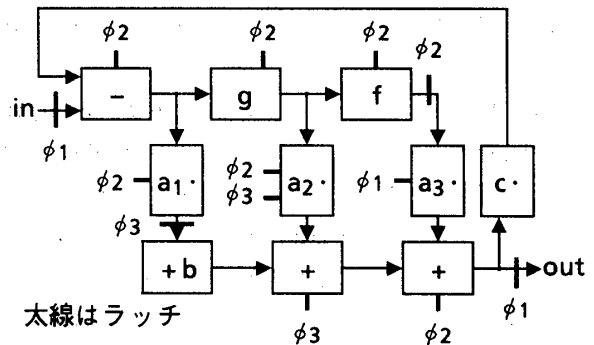 ϕ2 ϕ2 ϕ2 ϕ2
in − g f
ϕ1
ϕ2 a1· ϕ2 a2· ϕ1 a3· c·
ϕ3 ϕ3
+b + + out
太線はラッチ ϕ3 ϕ2 ϕ1